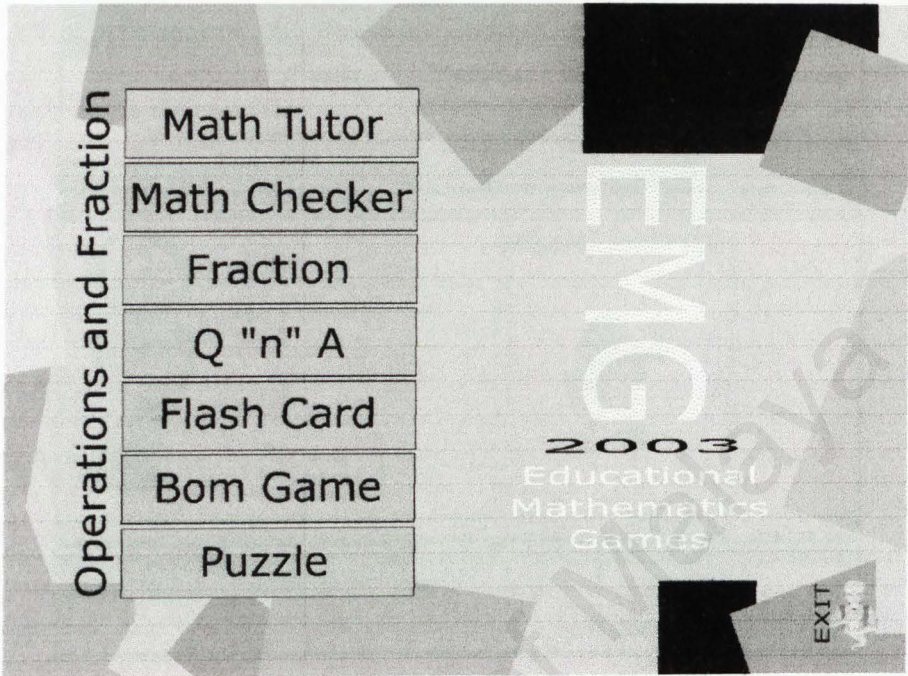 Operations and Fraction
Math Tutor
Math Checker
Fraction
Q "n" A
Flash Card
Bom Game
Puzzle
EMG
2003
Educational
Mathematics
Games
EXIT
Malaya